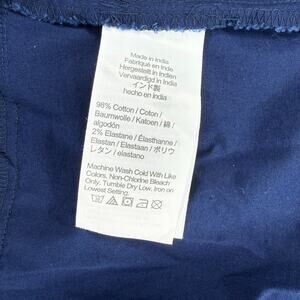 Made in India
Fabriqué en Inde
Hergestellt in Indien
Vervaardigd in India
インド製
hecho en india
98% Cotton / Coton /
Baumwolle / Katoen / 綿 /
algodón
2% Elastane / Élasthanne /
Elastan / Elastaan / ポリウ
レタン / elastano
Machine Wash Cold With Like
Colors, Non-Chlorine Bleach
Only, Tumble Dry Low, Iron on
Lowest Setting.